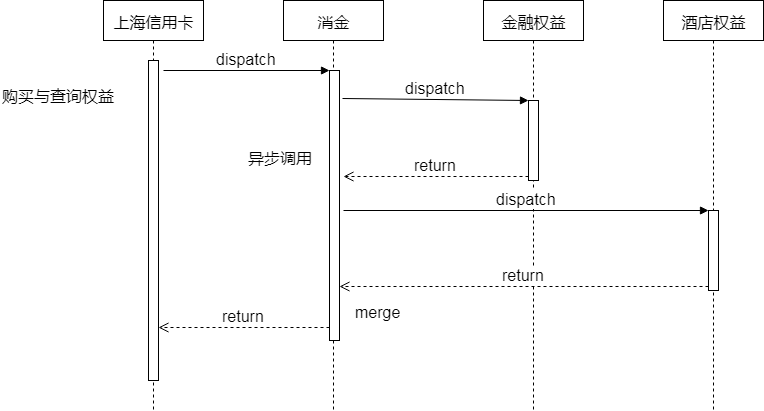 上海信用卡
消金
金融权益
酒店权益
dispatch
购买与查询权益
dispatch
异步调用
return
dispatch
return
merge
return